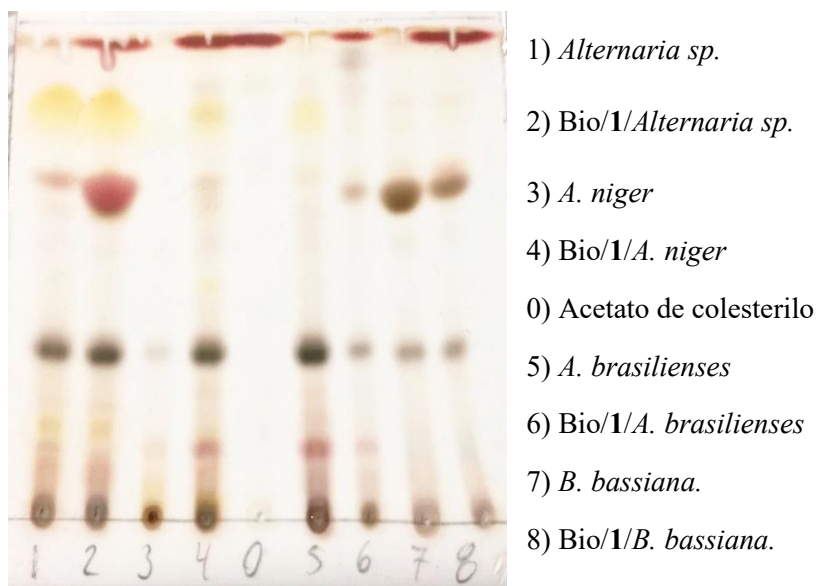 1) Alternaria sp.
2) Bio/1/Alternaria sp.
3) A. niger
4) Bio/1/A. niger
0) Acetato de colesterilo
5) A. brasilienses
6) Bio/1/A. brasilienses
7) B. bassiana.
8) Bio/1/B. bassiana.
1 2 3 4 0 5 6 7 8